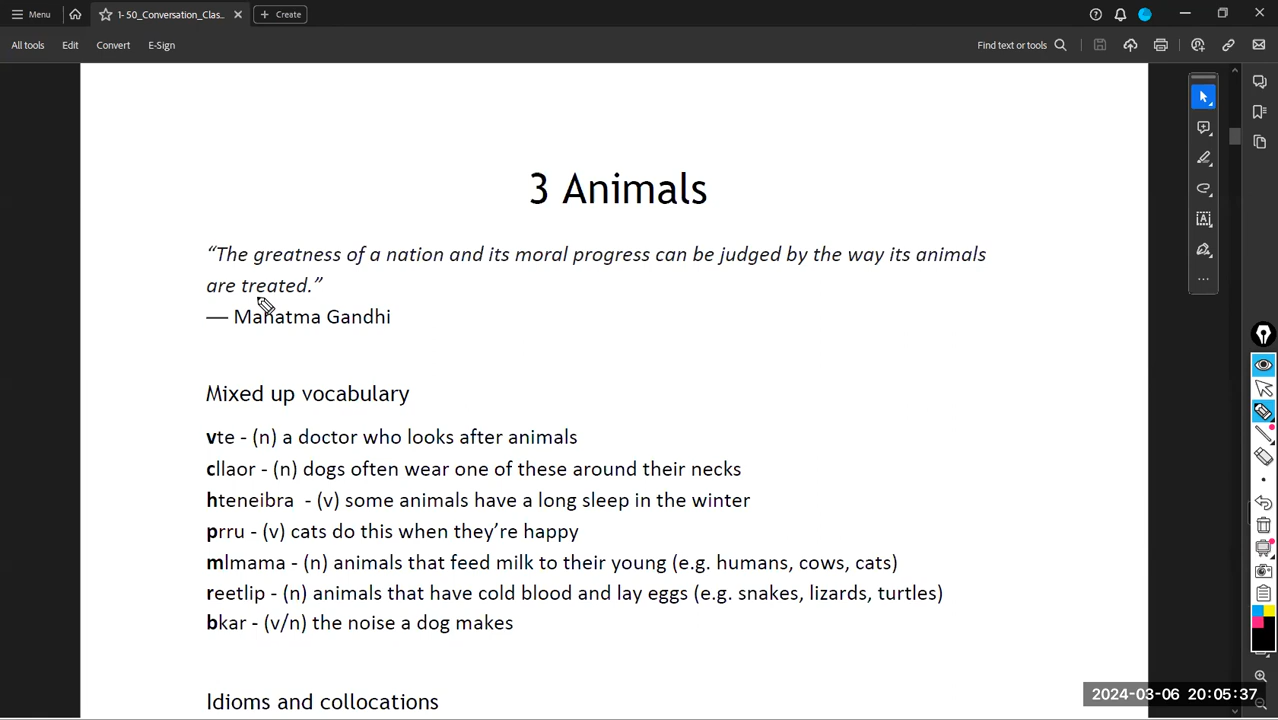 Menu
1- 50_Conversation_Clas...
Create
All tools
Edit
Convert
E-Sign
Find text or tools
3 Animals
“The greatness of a nation and its moral progress can be judged by the way its animals
are treated.”
— Mahatma Gandhi
Mixed up vocabulary
vte - (n) a doctor who looks after animals
cllaor - (n) dogs often wear one of these around their necks
hteneibra - (v) some animals have a long sleep in the winter
prru - (v) cats do this when they’re happy
mlmama - (n) animals that feed milk to their young (e.g. humans, cows, cats)
reetlip - (n) animals that have cold blood and lay eggs (e.g. snakes, lizards, turtles)
bkar - (v/n) the noise a dog makes
Idioms and collocations
2024-03-06 20:05:37